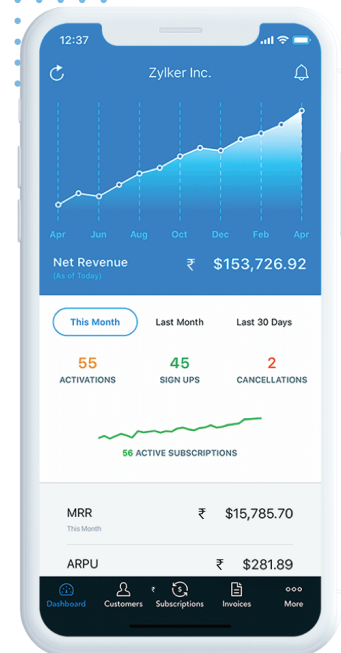 12:37
Zylker Inc.
Apr Jun Aug Oct Dec Feb Apr
Net Revenue ₹ $153,726.92
(As of Today)
This Month Last Month Last 30 Days
55 45 2
ACTIVATIONS SIGN UPS CANCELLATIONS
56 ACTIVE SUBSCRIPTIONS
MRR ₹ $15,785.70
This Month
ARPU ₹ $281.89
₹ $
Dashboard Customers Subscriptions Invoices More